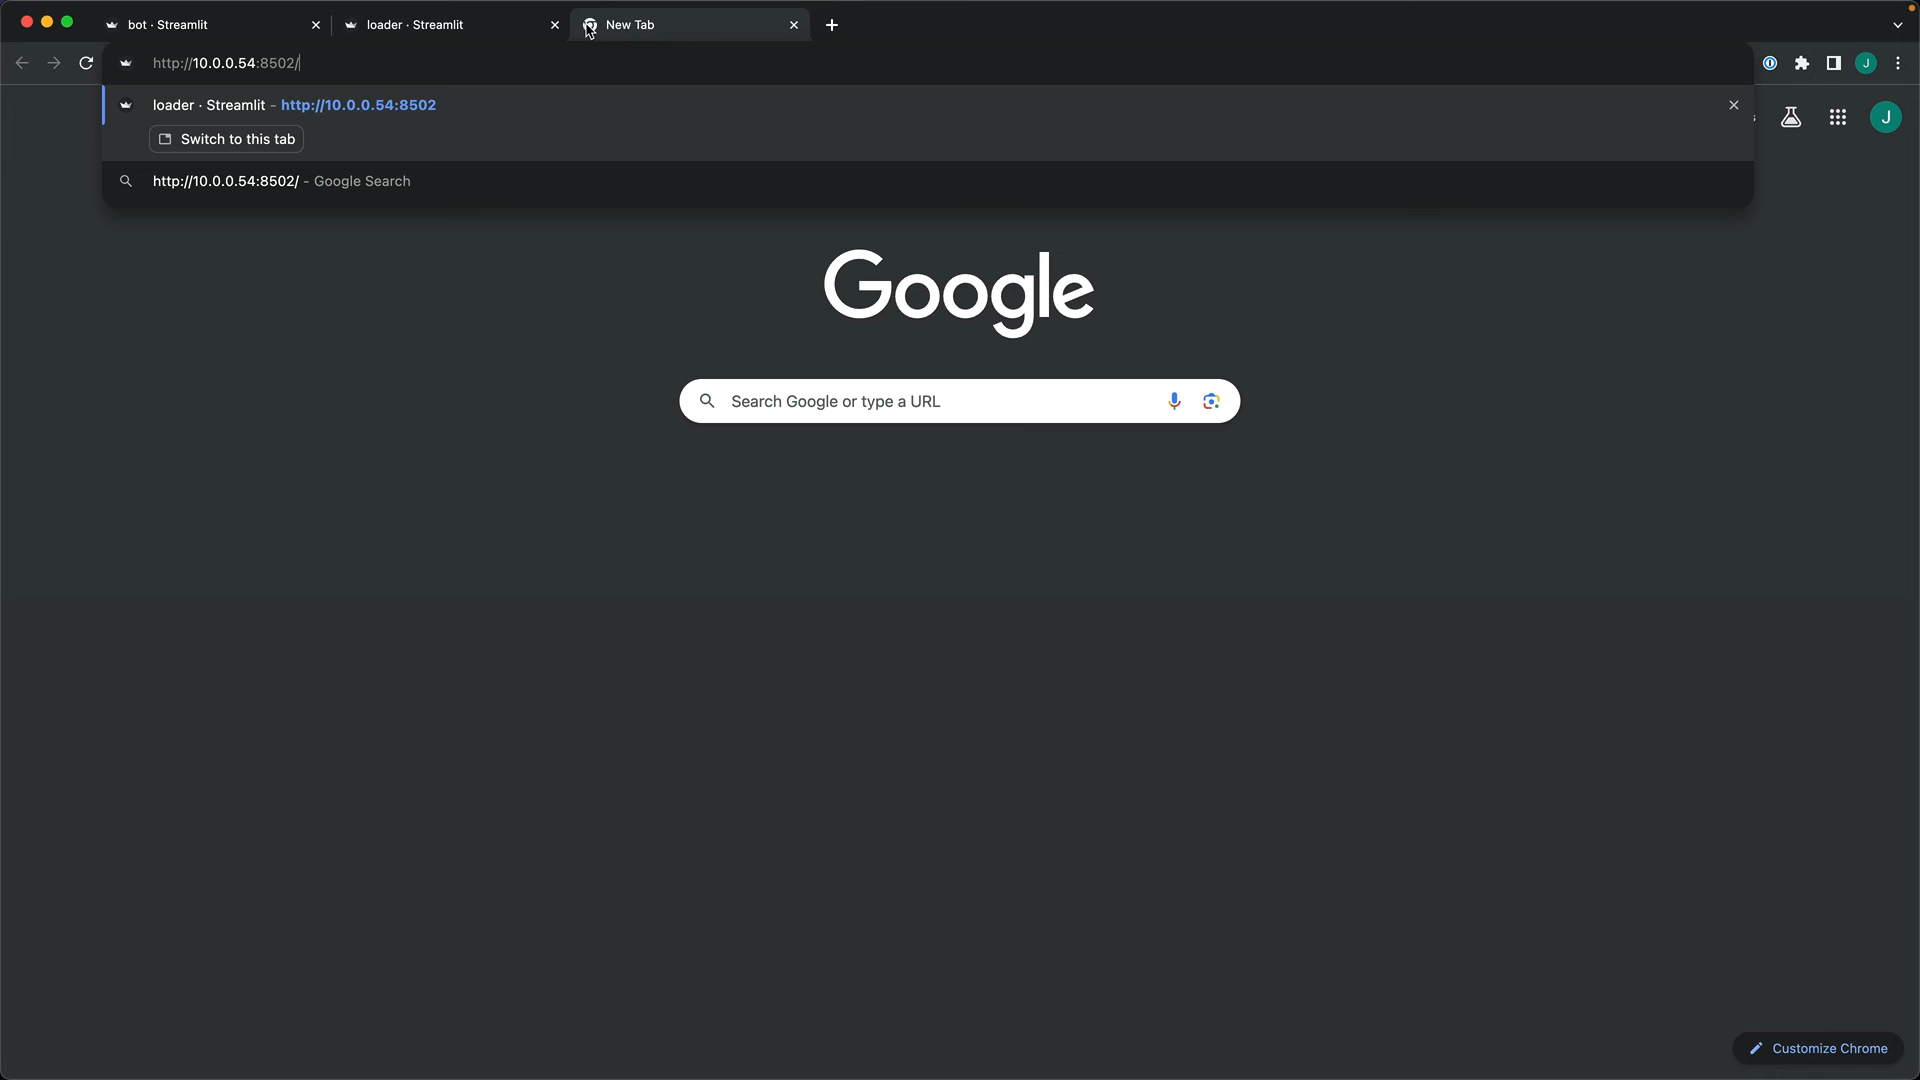 bot · Streamlit
loader · Streamlit
New Tab
http://10.0.0.54:8502/
loader · Streamlit - http://10.0.0.54:8502
Switch to this tab
http://10.0.0.54:8502/ - Google Search
J
J
Google
Search Google or type a URL
Customize Chrome